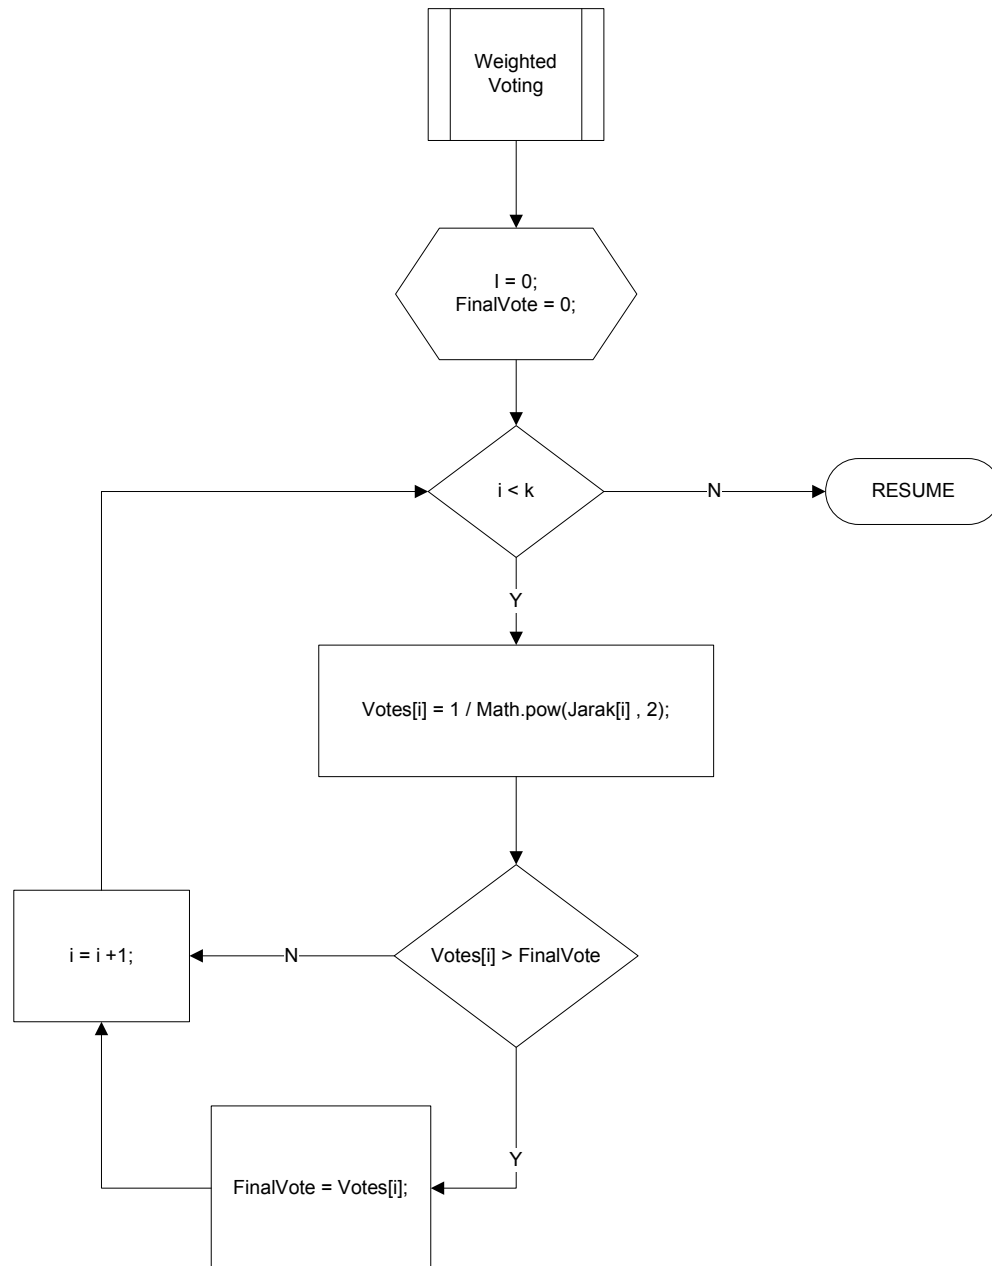 Weighted
Voting
I = 0;
FinalVote = 0;
i < k
N
RESUME
Y
Votes[i] = 1 / Math.pow(Jarak[i] , 2);
Votes[i] > FinalVote
N
i = i +1;
Y
FinalVote = Votes[i];